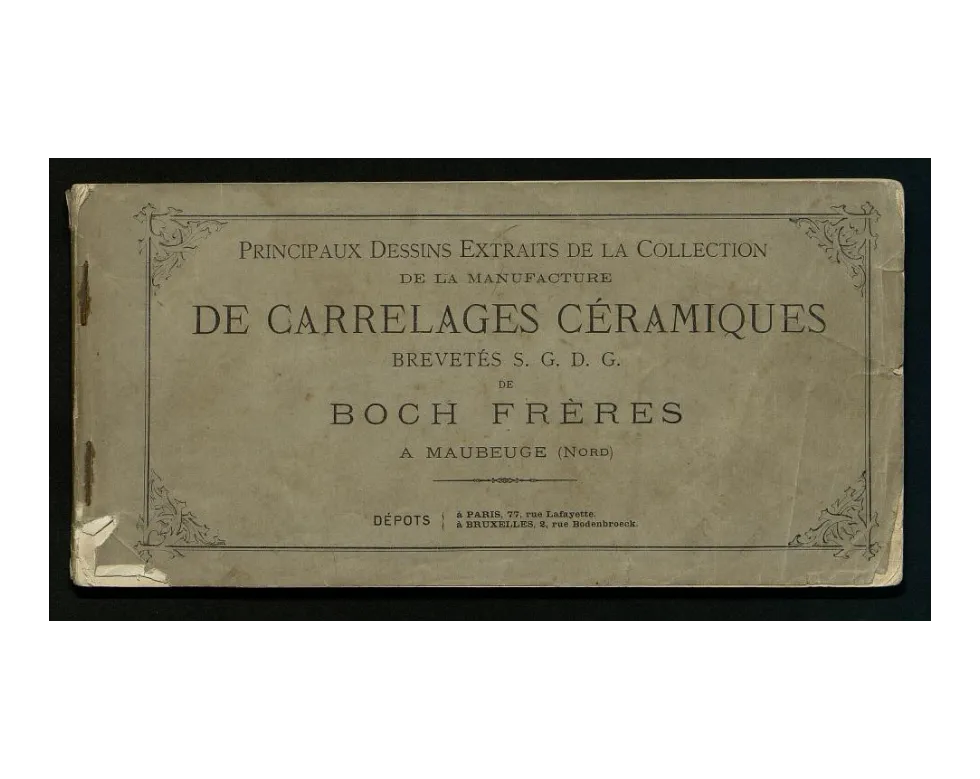 PRINCIPAUX DESSINS EXTRAITS DE LA COLLECTION
DE LA MANUFACTURE
DE CARRELAGES CÉRAMIQUES
BREVETÉS S. G. D. G.
DE
BOCH FRÈRES
A MAUBEUGE (NORD)
DÉPOTS { à PARIS, 77, rue Lafayette.
à BRUXELLES, 2, rue Bodenbroeck.